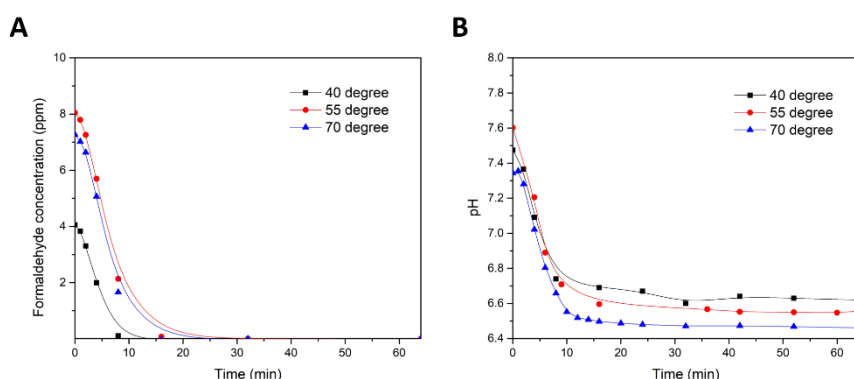 A
Formaldehyde concentration (ppm)
10
8
6
4
2
0 10 20 30 40 50 60
Time (min)
40 degree
55 degree
70 degree
B
pH
8.0
7.8
7.6
7.4
7.2
7.0
6.8
6.6
6.4
0 10 20 30 40 50 60
Time (min)
40 degree
55 degree
70 degree